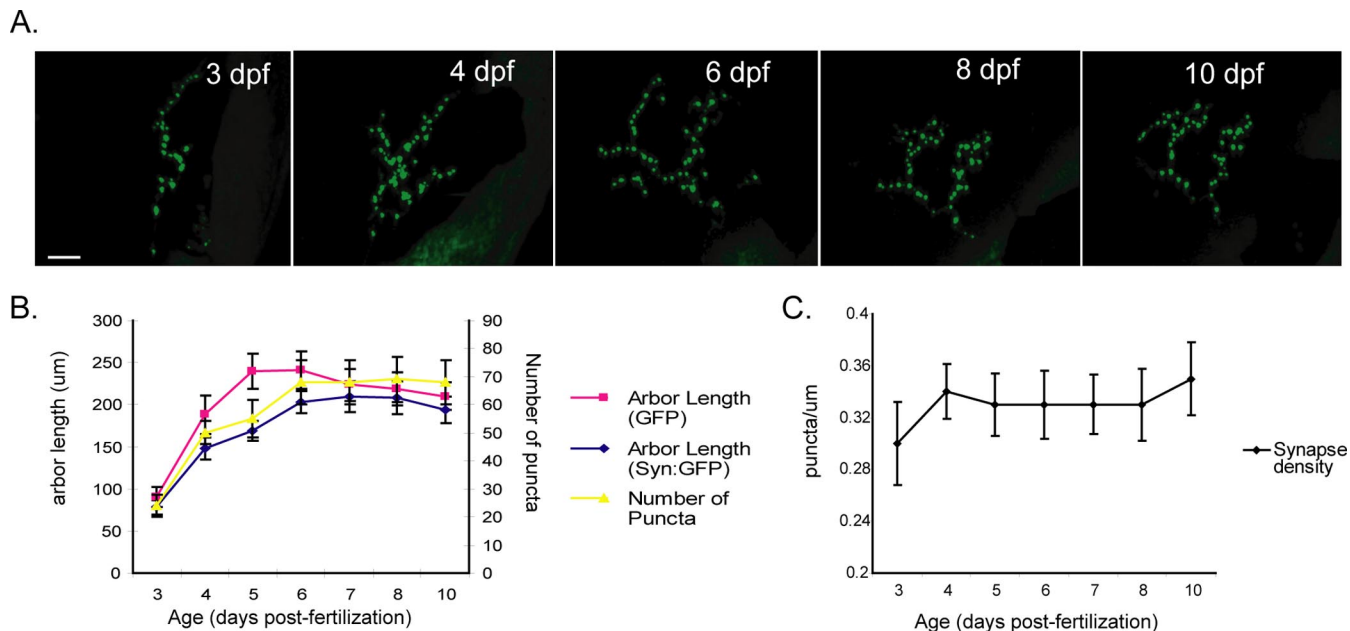 A.
3 dpf
4 dpf
6 dpf
8 dpf
10 dpf
B.
300
250
200
150
100
50
0
arbor length (um)
90
80
70
60
50
40
30
20
10
0
Number of puncta
3 4 5 6 7 8 10
Age (days post-fertilization)
Arbor Length
(GFP)
Arbor Length
(Syn:GFP)
Number of
Puncta
C.
0.4
0.36
0.32
0.28
0.24
0.2
puncta/um
3 4 5 6 7 8 10
Age (days post-fertilization)
Synapse
density